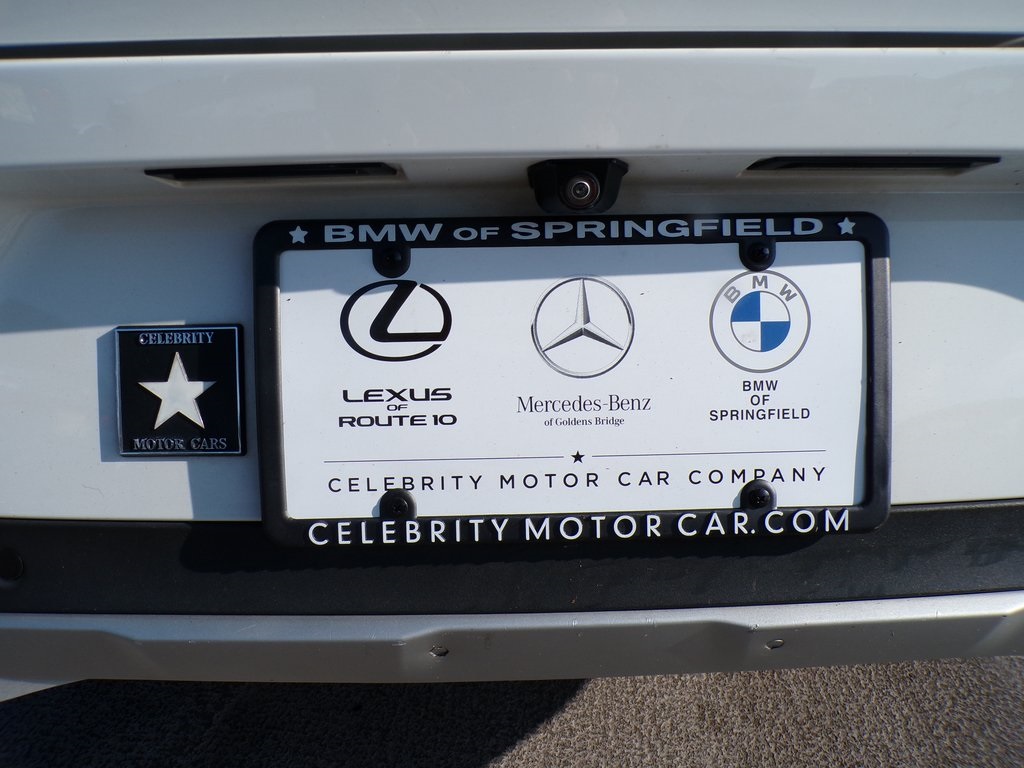 BMW OF SPRINGFIELD
CELEBRITY
MOTOR CARS
LEXUS
OF
ROUTE 10
Mercedes-Benz
of Goldens Bridge
BMW
BMW
OF
SPRINGFIELD
CELEBRITY MOTOR CAR COMPANY
CELEBRITY MOTOR CAR.COM